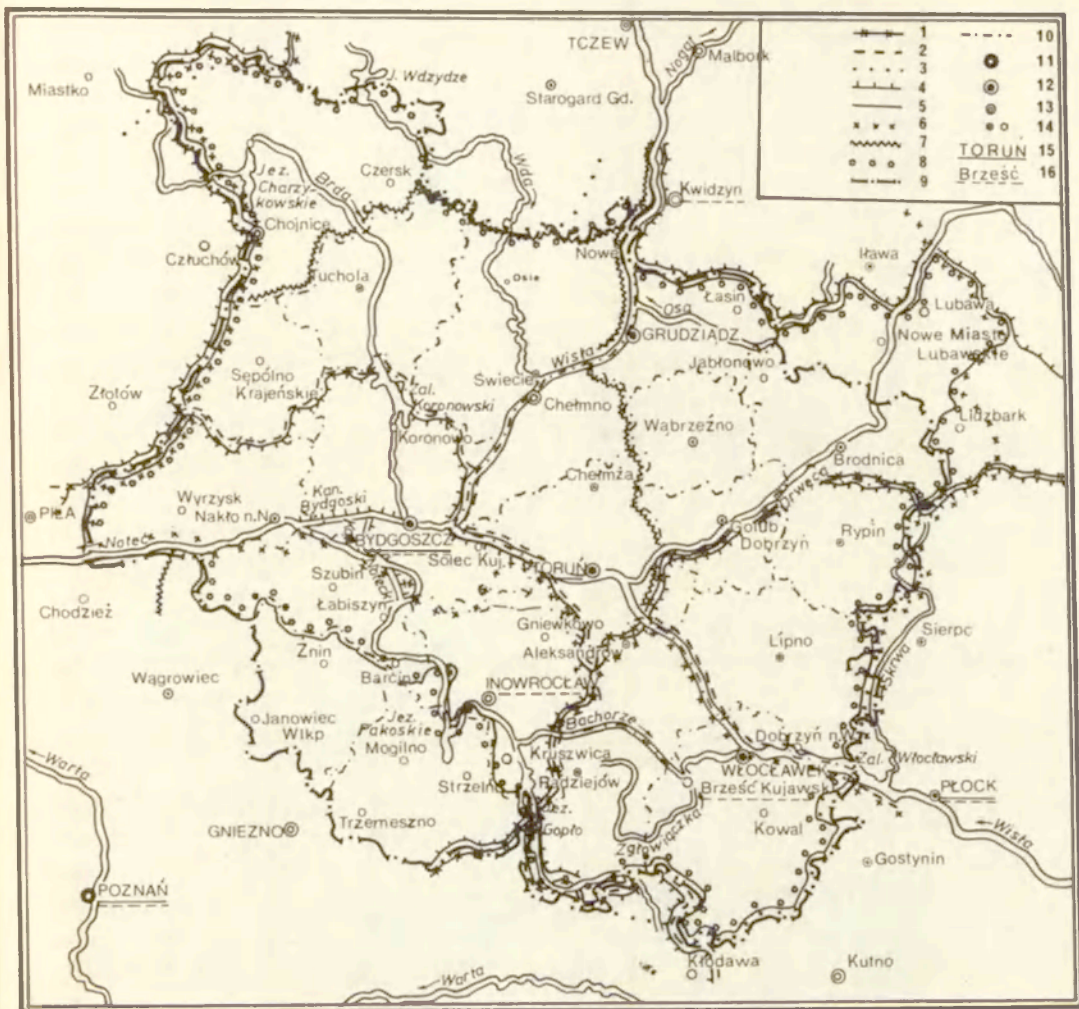 TCZEW
Nogat
Malbork
Miastko
J. Wdzydze
Starogard Gd.
1
2
3
4
5
6
7
8
9
10
11
12
13
14
TORUŃ 15
Brześć 16
Jez.
Charzy-
kowskie
Brda
Czersk
Wda
Kwidzyn
Chojnice
Człuchów
Tuchola
Nowe
Osie
Iława
Łasin
Osa
Lubawa
GRUDZIĄDZ
Nowe Miasto
Lubawskie
Wisła
Jabłonowo
Sępólno
Krajeńskie
Świecie
Chełmno
Zal.
Koronowski
Złotów
Koronowo
Wąbrzeźno
Lidzbark
Brodnica
Chełmża
Drwęca
Wyrzysk
Nakło n.N.
Kan.
Bydgoski
PIŁA
Noteć
BYDGOSZCZ
Golub
Dobrzyń
Rypin
Solec Kuj.
TORUŃ
Szubin
Łabiszyn
Chodzież
Gniewkowo
Lipno
Sierpc
Żnin
Aleksandrów
Skrwa
Wągrowiec
Barcin
INOWROCŁAW
Janowiec
Wlkp
Jez.
Pakoskie
Mogilno
Bachorze
Dobrzyń n.W.
Zal. Włocławski
Warta
Kruszwica
WŁOCŁAWEK
Strzelno
Radziejów
Brześć Kujawski
PŁOCK
Jez.
Gopło
Trzemeszno
GNIEZNO
Zgłowiączka
Kowal
Wisła
Gostynin
POZNAŃ
Kłodawa
Kutno
Warta